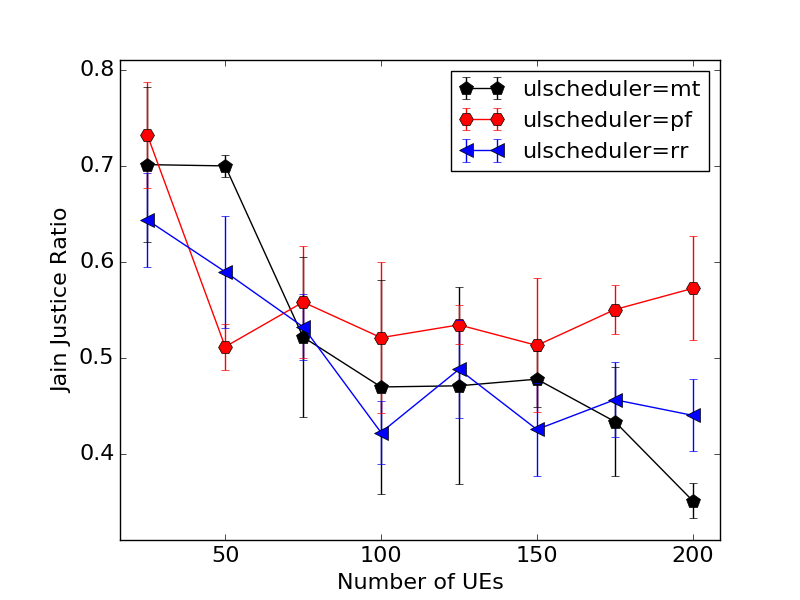 0.8
0.7
0.6
0.5
0.4
Jain Justice Ratio
ulscheduler=mt
ulscheduler=pf
ulscheduler=rr
50
100
150
200
Number of UEs